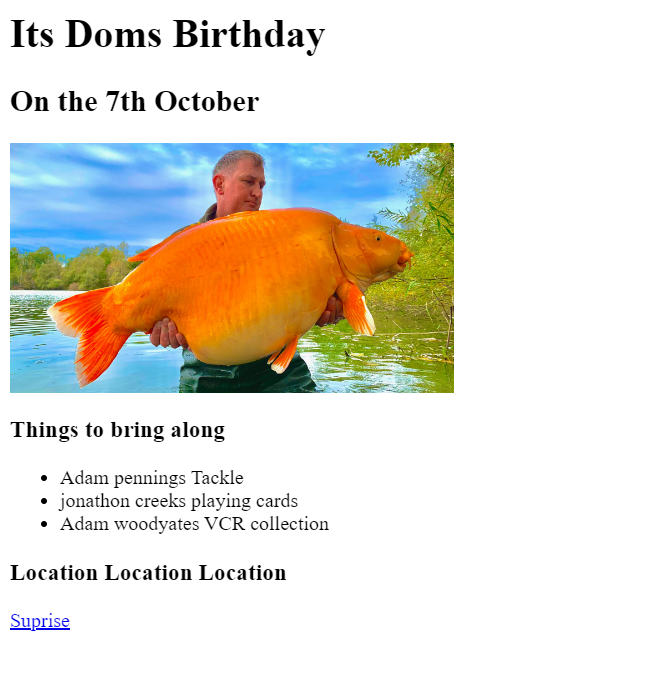 Its Doms Birthday
On the 7th October
Things to bring along
Adam pennings Tackle
jonathon creeks playing cards
Adam woodyates VCR collection
Location Location Location
Suprise